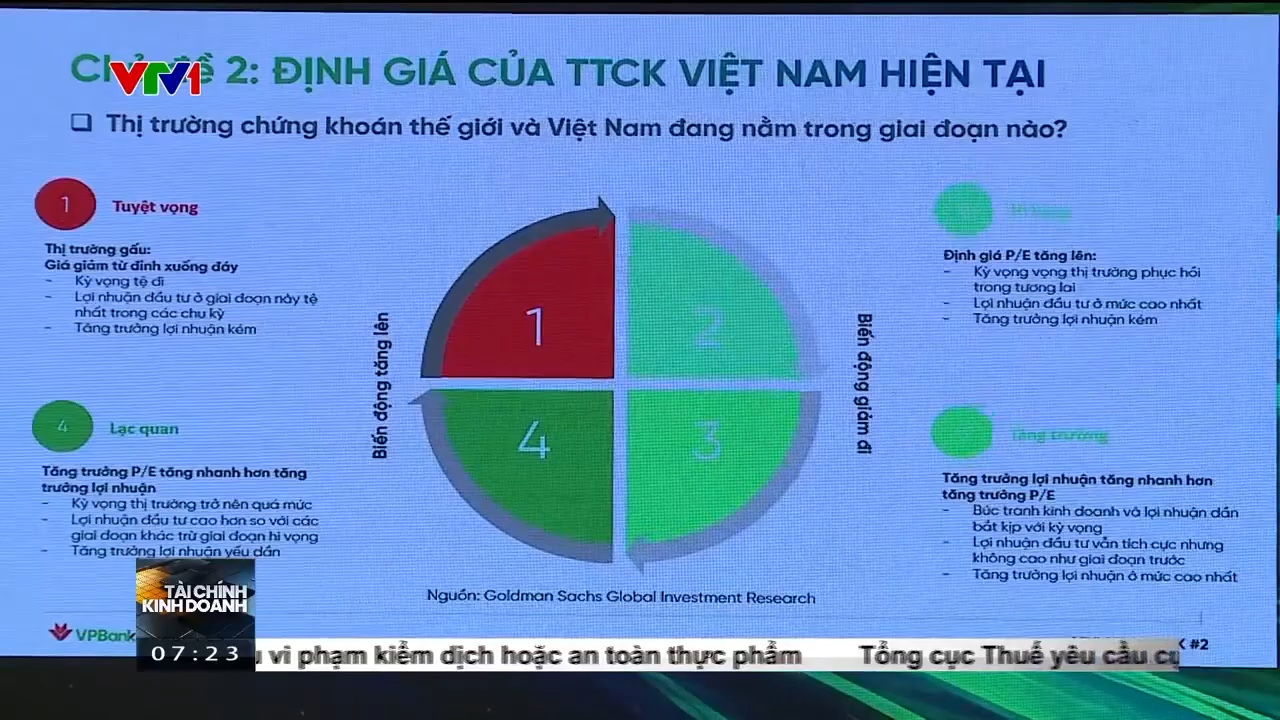 VTV1
2: ĐỊNH GIÁ CỦA TTCK VIỆT NAM HIỆN TẠI
Thị trường chứng khoán thế giới và Việt Nam đang nằm trong giai đoạn nào?
1 Tuyệt vọng
Thị trường gấu:
Giá giảm từ đỉnh xuống đáy
- Kỳ vọng tệ đi
- Lợi nhuận đầu tư ở giai đoạn này tệ
nhất trong các chu kỳ
- Tăng trưởng lợi nhuận kém
4 Lạc quan
Tăng trưởng P/E tăng nhanh hơn tăng
trưởng lợi nhuận
- Kỳ vọng thị trường trở nên quá mức
- Lợi nhuận đầu tư cao hơn so với các
giai đoạn khác trừ giai đoạn hi vọng
- Tăng trưởng lợi nhuận yếu dần
Biến động tăng lên
1
2
4
3
Biến động giảm đi
Nguồn: Goldman Sachs Global Investment Research
Định giá P/E tăng lên:
- Kỳ vọng vọng thị trường phục hồi
trong tương lai
- Lợi nhuận đầu tư ở mức cao nhất
- Tăng trưởng lợi nhuận kém
Tăng trưởng
Tăng trưởng lợi nhuận tăng nhanh hơn
tăng trưởng P/E
- Bức tranh kinh doanh và lợi nhuận dần
bắt kịp với kỳ vọng
- Lợi nhuận đầu tư vẫn tích cực nhưng
không cao như giai đoạn trước
- Tăng trưởng lợi nhuận ở mức cao nhất
VPBank
#2
TÀI CHÍNH
KINH DOANH
07:23
vi phạm kiểm dịch hoặc an toàn thực phẩm Tổng cục Thuế yêu cầu